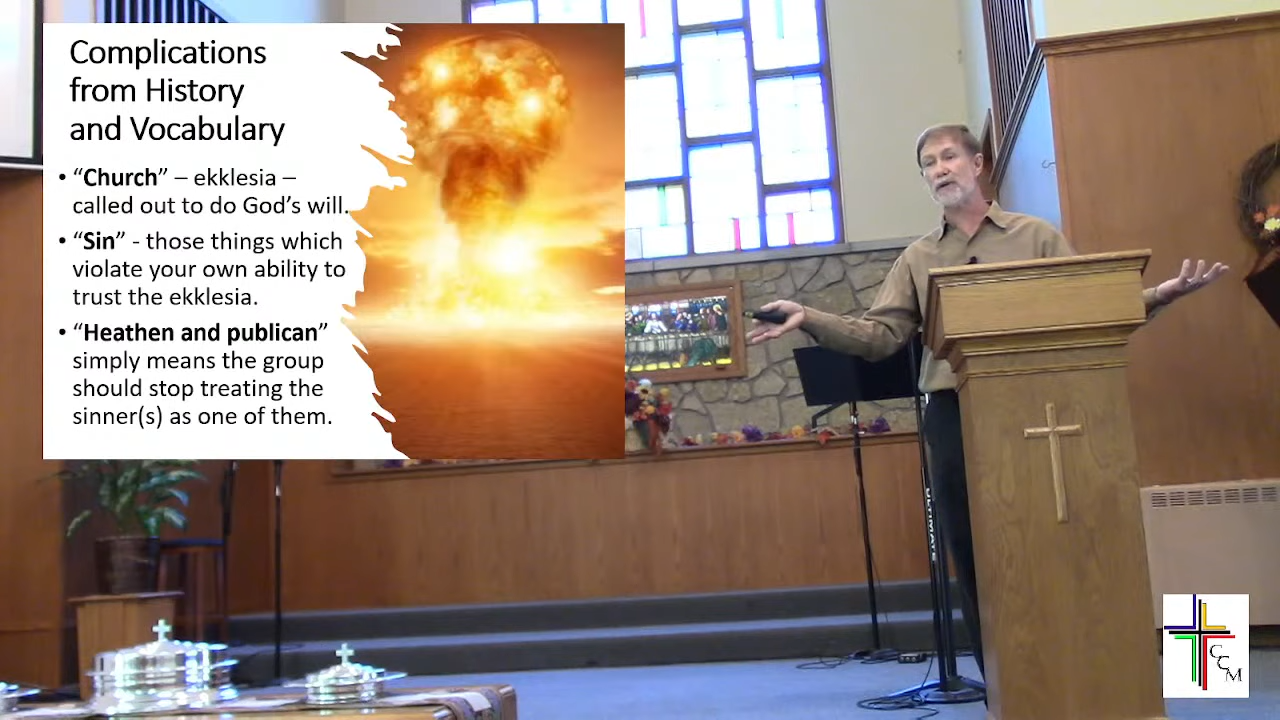 Complications
from History
and Vocabulary
• “Church” – ekklesia –
called out to do God’s will.
• “Sin” - those things which
violate your own ability to
trust the ekklesia.
• “Heathen and publican”
simply means the group
should stop treating the
sinner(s) as one of them.
ULTIMATE
CCM